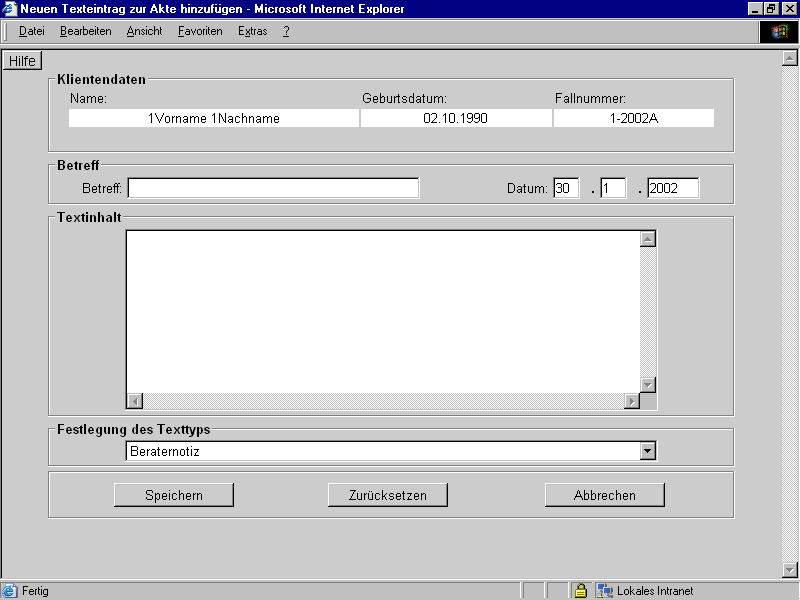 Neuen Texteintrag zur Akte hinzufügen - Microsoft Internet Explorer
Datei Bearbeiten Ansicht Favoriten Extras ?
Hilfe
Klientendaten
Name: Geburtsdatum: Fallnummer:
1Vorname 1Nachname 02.10.1990 1-2002A
Betreff
Betreff: Datum: 30 . 1 . 2002
Textinhalt
Festlegung des Texttyps
Beraternotiz
Speichern Zurücksetzen Abbrechen
Fertig Lokales Intranet